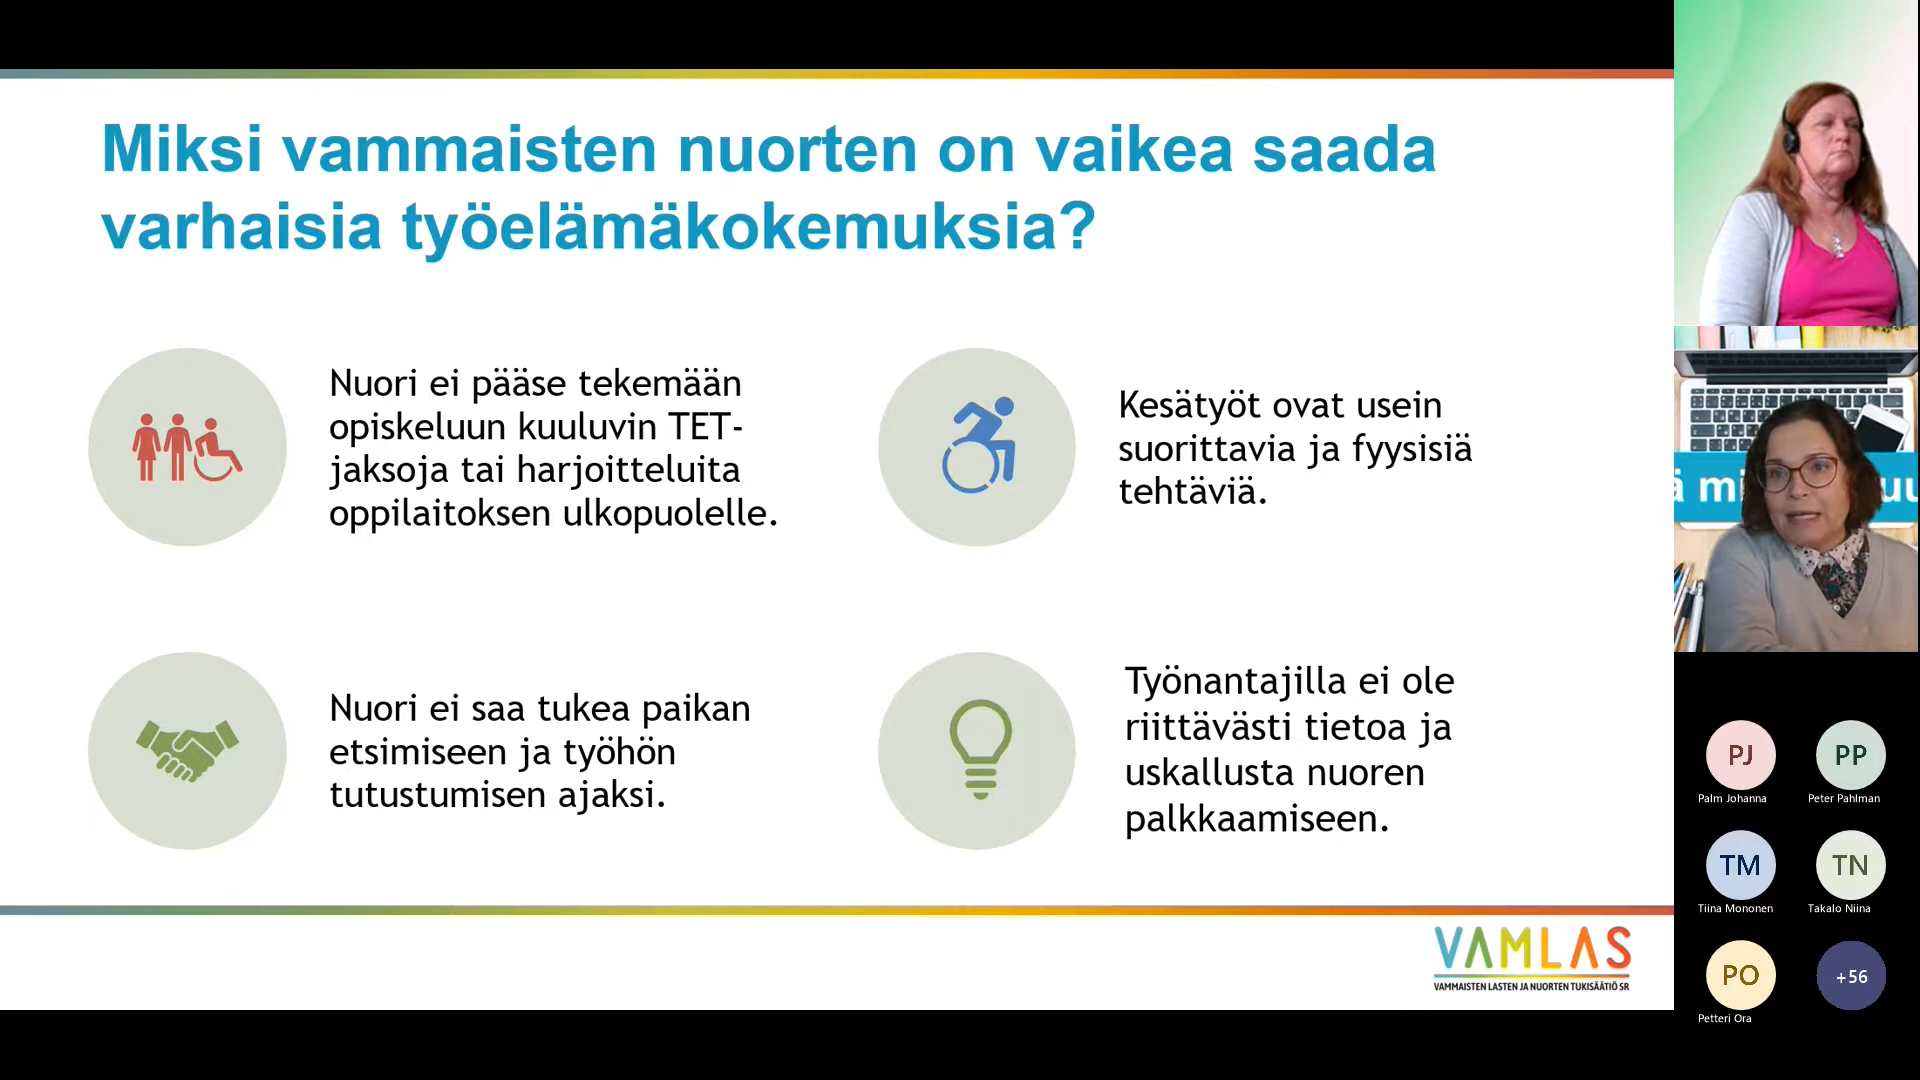 Miksi vammaisten nuorten on vaikea saada
varhaisia työelämäkokemuksia?
Nuori ei pääse tekemään
opiskeluun kuuluvin TET-
jaksoja tai harjoitteluita
oppilaitoksen ulkopuolelle.
Kesätyöt ovat usein
suorittavia ja fyysisiä
tehtäviä.
Nuori ei saa tukea paikan
etsimiseen ja työhön
tutustumisen ajaksi.
Työnantajilla ei ole
riittävästi tietoa ja
uskallusta nuoren
palkkaamiseen.
VAMLAS
VAMMAISTEN LASTEN JA NUORTEN TUKISÄÄTIÖ SR
PJ
Palm Johanna
PP
Peter Pahlman
TM
Tiina Mononen
TN
Takalo Niina
PO
Petteri Ora
+56